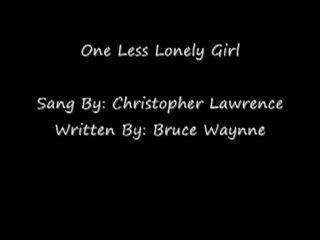 One Less Lonely Girl
Sang By: Christopher Lawrence
Written By: Bruce Waynne